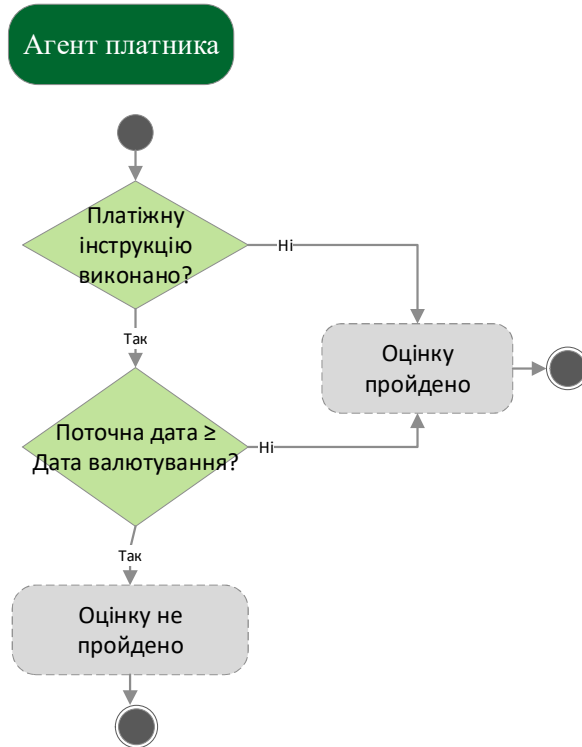 Агент платника
Платіжну
інструкцію
виконано?
Ні
Так
Оцінку
пройдено
Поточна дата ≥
Дата валютування?
Ні
Так
Оцінку не
пройдено